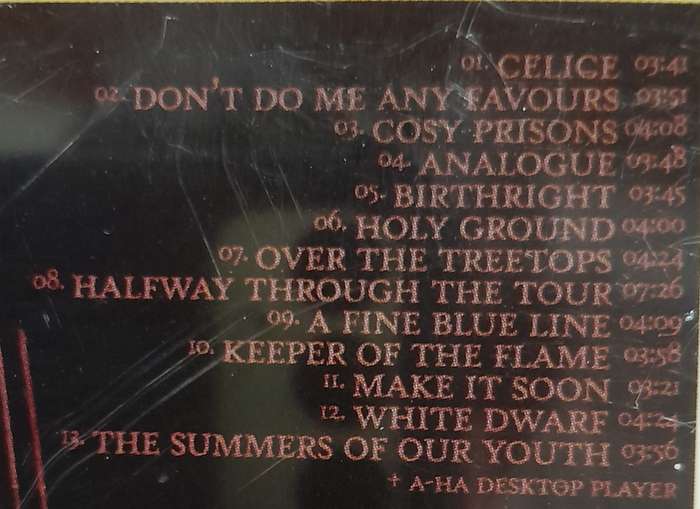 01. CELICE 03:41
02. DON'T DO ME ANY FAVOURS 03:51
03. COSY PRISONS 04:08
04. ANALOGUE 03:48
05. BIRTHRIGHT 03:45
06. HOLY GROUND 04:00
07. OVER THE TREETOPS 04:24
08. HALFWAY THROUGH THE TOUR 07:26
09. A FINE BLUE LINE 04:09
10. KEEPER OF THE FLAME 03:58
11. MAKE IT SOON 03:21
12. WHITE DWARF 04:24
13. THE SUMMERS OF OUR YOUTH 03:56
+ A-HA DESKTOP PLAYER